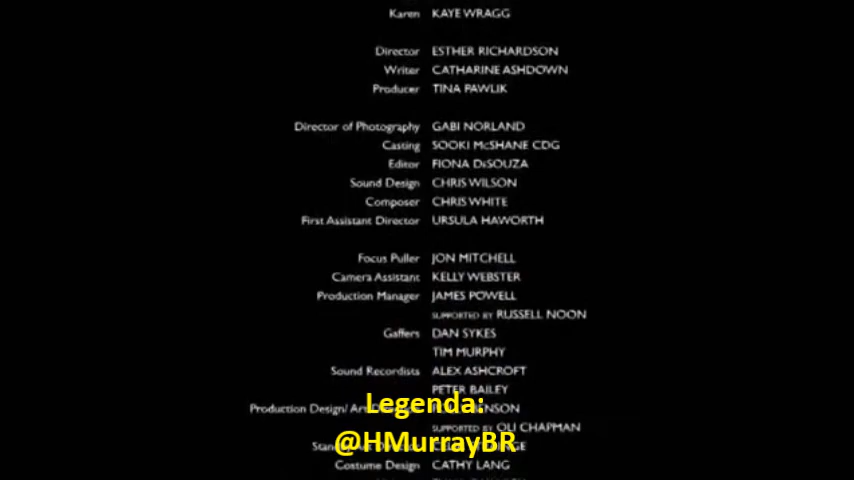 Karen KAYE WRAGG
Director ESTHER RICHARDSON
Writer CATHARINE ASHDOWN
Producer TINA PAWLIK
Director of Photography GABI NORLAND
Casting SOOKI McSHANE CDG
Editor FIONA DeSOUZA
Sound Design CHRIS WILSON
Composer CHRIS WHITE
First Assistant Director URSULA HAWORTH
Focus Puller JON MITCHELL
Camera Assistant KELLY WEBSTER
Production Manager JAMES POWELL
SUPPORTED BY RUSSELL NOON
Gaffers DAN SYKES
TIM MURPHY
Sound Recordists ALEX ASHCROFT
PETER BAILEY
Legenda:
Production Design/
SUPPORTED BY OLI CHAPMAN
@HMurrayBR
Costume Design CATHY LANG